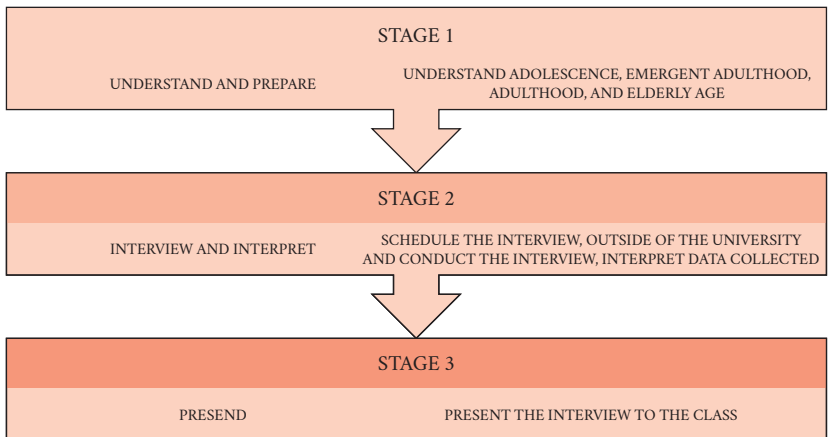 STAGE 1
UNDERSTAND AND PREPARE
UNDERSTAND ADOLESCENCE, EMERGENT ADULTHOOD,
ADULTHOOD, AND ELDERLY AGE
STAGE 2
INTERVIEW AND INTERPRET
SCHEDULE THE INTERVIEW, OUTSIDE OF THE UNIVERSITY
AND CONDUCT THE INTERVIEW, INTERPRET DATA COLLECTED
STAGE 3
PRESEND
PRESENT THE INTERVIEW TO THE CLASS